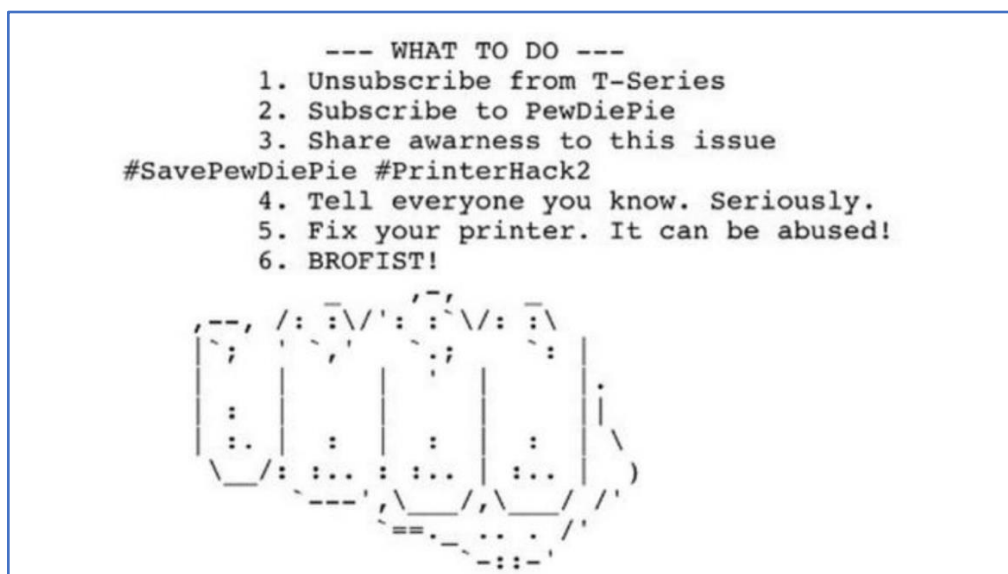 --- WHAT TO DO ---
1. Unsubscribe from T-Series
2. Subscribe to PewDiePie
3. Share awarness to this issue
#SavePewDiePie #PrinterHack2
4. Tell everyone you know. Seriously.
5. Fix your printer. It can be abused!
6. BROFIST!